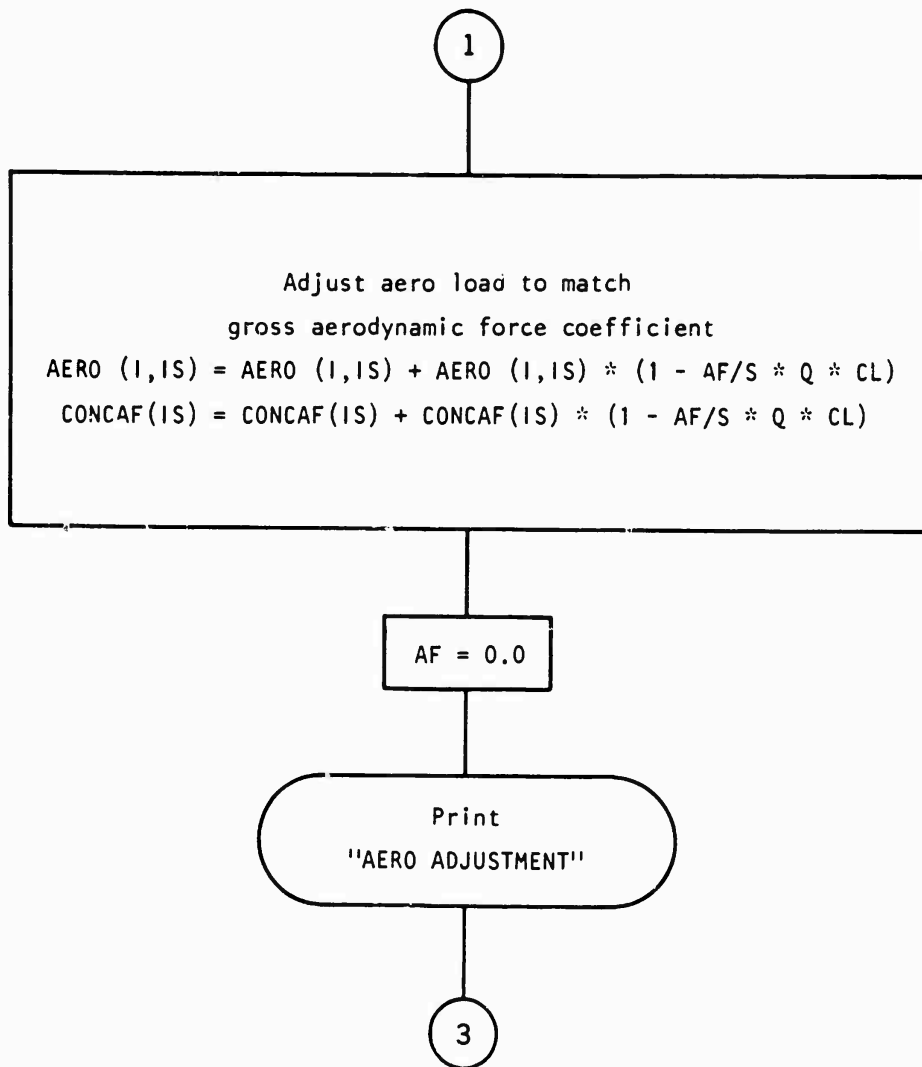 1
Adjust aero load to match
gross aerodynamic force coefficient
AERO (I,IS) = AERO (I,IS) + AERO (I,IS) * (1 - AF/S * Q * CL)
CONCAF(IS) = CONCAF(IS) + CONCAF(IS) * (1 - AF/S * Q * CL)
AF = 0.0
Print
"AERO ADJUSTMENT"
3